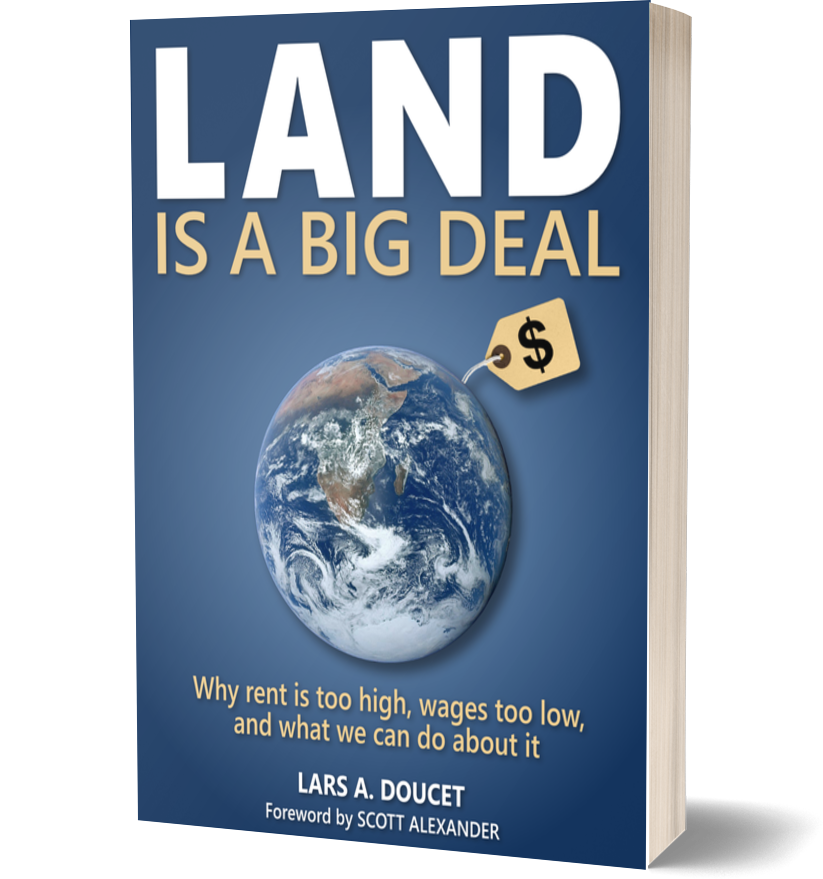 LAND
IS A BIG DEAL
$
Why rent is too high, wages too low,
and what we can do about it
LARS A. DOUCET
Foreword by SCOTT ALEXANDER